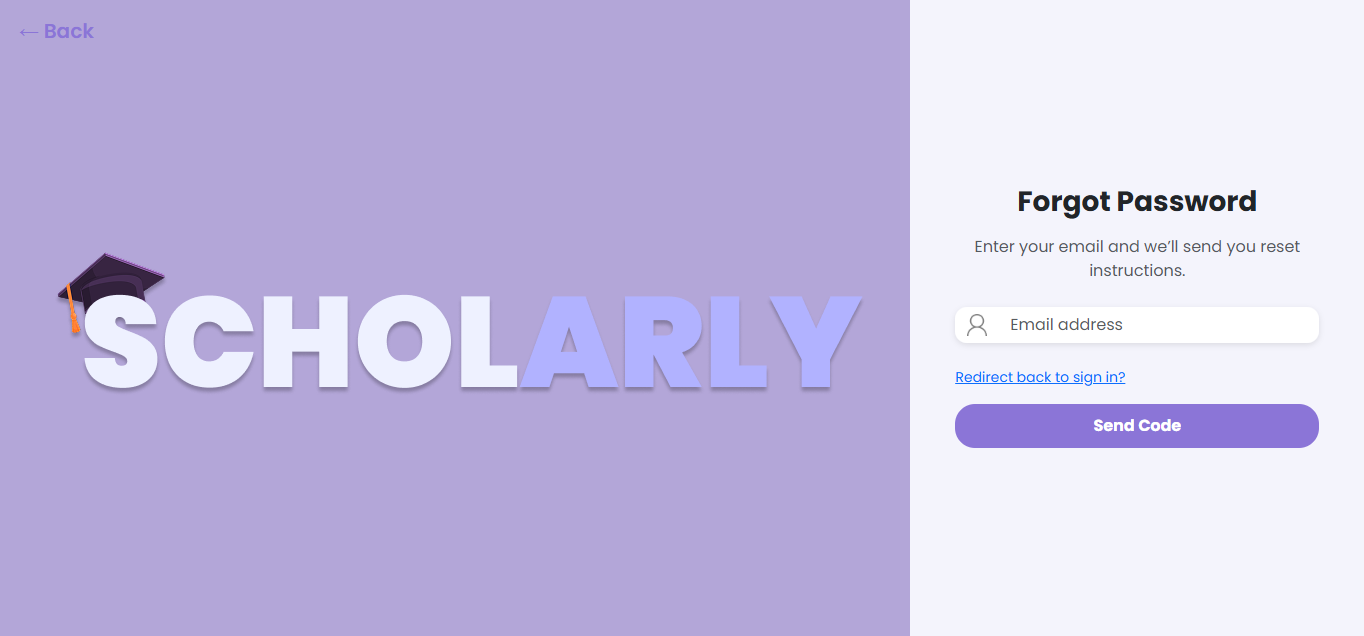 ← Back
SCHOLARLY
Forgot Password
Enter your email and we’ll send you reset
instructions.
Email address
Redirect back to sign in?
Send Code